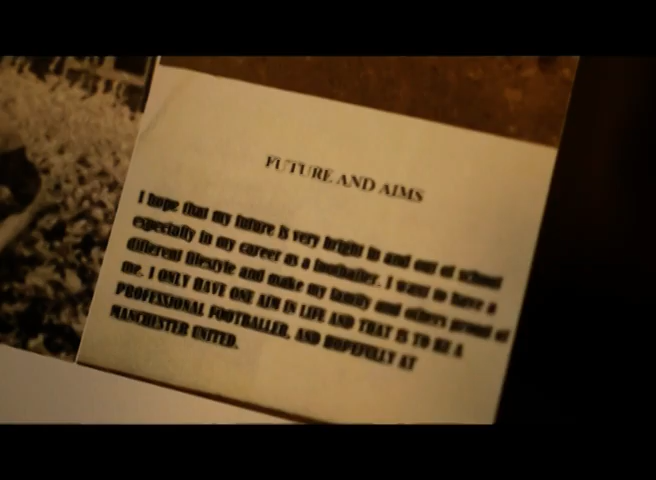 FUTURE AND AIMS
I hope that my future is very bright in and out of school
especially in my career as a footballer. I want to have a
different lifestyle and make my family and others proud of
me. I ONLY HAVE ONE AIM IN LIFE AND THAT IS TO BE A
PROFESSIONAL FOOTBALLER, AND HOPEFULLY AT
MANCHESTER UNITED.